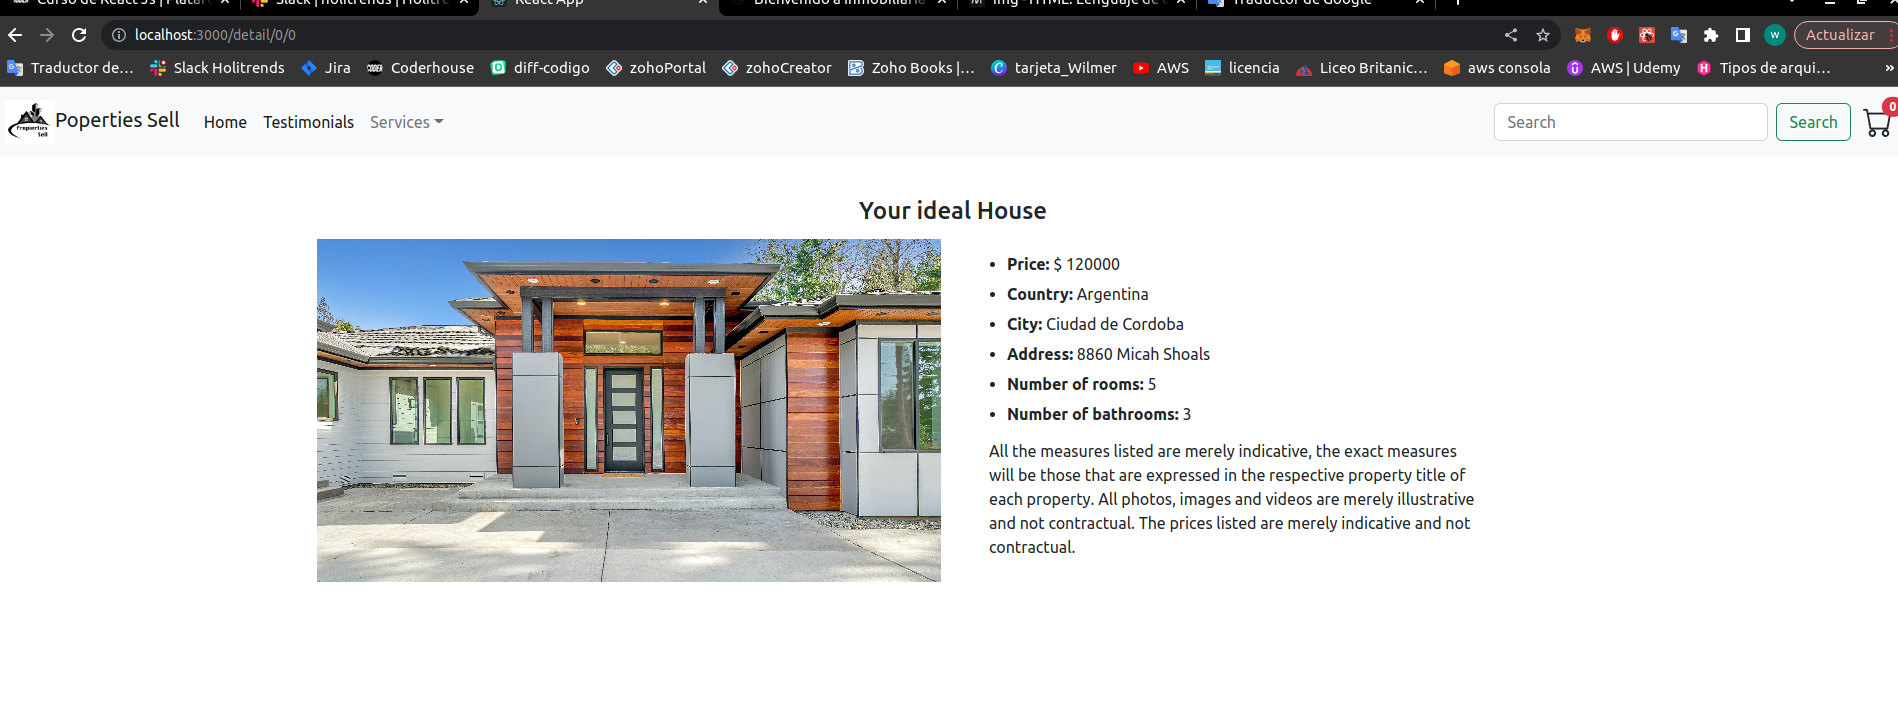 Curso de React Js | Platafo
Slack | holitrends | Holitre
React App
Bienvenido a Inmobiliaria
img - HTML: Lenguaje de
Traductor de Google
localhost:3000/detail/0/0
W
Actualizar
Traductor de…
Slack Holitrends
Jira
Coderhouse
diff-codigo
zohoPortal
zohoCreator
Zoho Books |…
tarjeta_Wilmer
AWS
licencia
Liceo Britanic…
aws consola
AWS | Udemy
Tipos de arqui…
»
Propierties
Sell
Poperties Sell
Home
Testimonials
Services
Search
Search
0
Your ideal House
• Price: $ 120000
• Country: Argentina
• City: Ciudad de Cordoba
• Address: 8860 Micah Shoals
• Number of rooms: 5
• Number of bathrooms: 3
All the measures listed are merely indicative, the exact measures
will be those that are expressed in the respective property title of
each property. All photos, images and videos are merely illustrative
and not contractual. The prices listed are merely indicative and not
contractual.